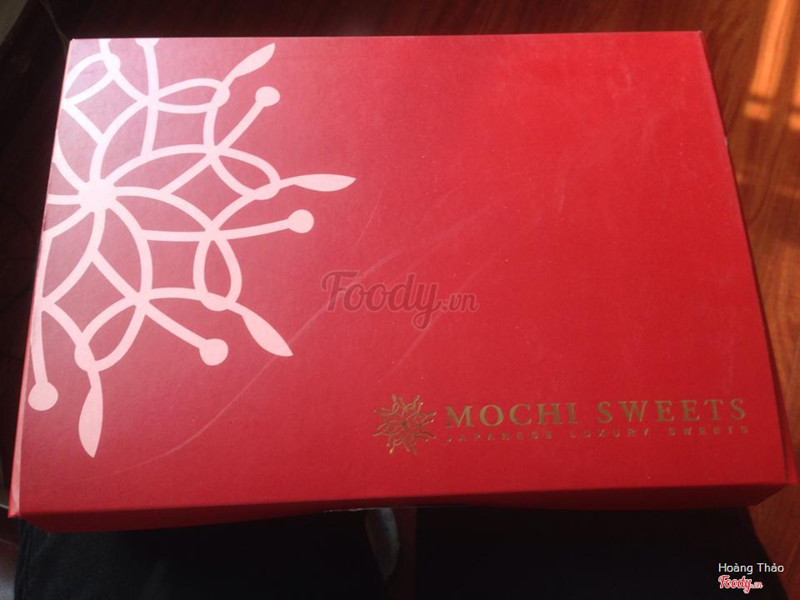 Foody.vn
MOCHI SWEETS
JAPANESE LUXURY SWEETS
Hoàng Thảo
Foody.vn